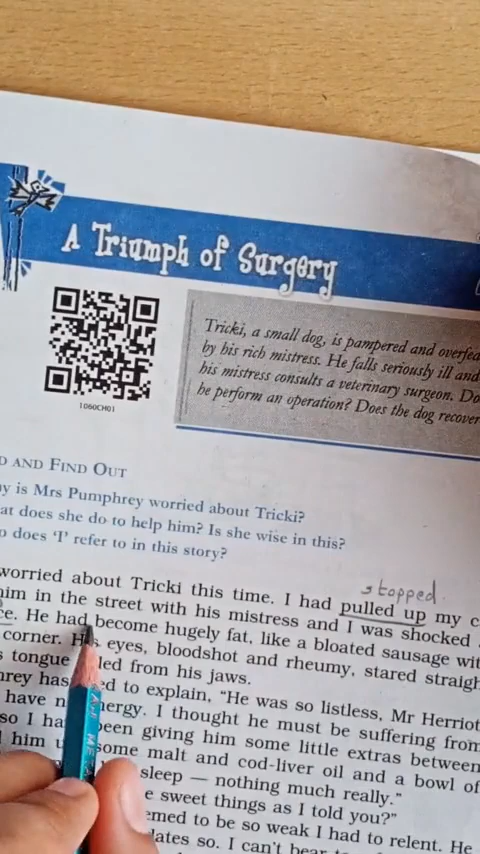 A Triumph of Surgery
1060CH01
Tricki, a small dog, is pampered and overfed
by his rich mistress. He falls seriously ill and
his mistress consults a veterinary surgeon. Do
he perform an operation? Does the dog recover
D AND FIND OUT
y is Mrs Pumphrey worried about Tricki?
at does she do to help him? Is she wise in this?
o does 'I' refer to in this story?
stopped
worried about Tricki this time. I had pulled up my c
him in the street with his mistress and I was shocked
ce. He had become hugely fat, like a bloated sausage wit
corner. His eyes, bloodshot and rheumy, stared straigh
s tongue lled from his jaws.
hrey has ed to explain, "He was so listless, Mr Herriot
have n nergy. I thought he must be suffering from
so I ha been giving him some little extras between
him u some malt and cod-liver oil and a bowl of
sleep — nothing much really."
e sweet things as I told you?"
emed to be so weak I had to relent. He
lates so. I can't bear